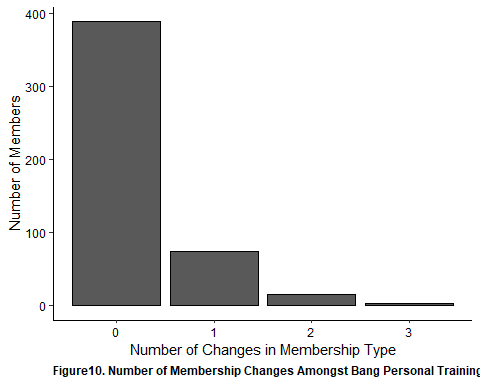 400
300
200
100
0
Number of Members
0 1 2 3
Number of Changes in Membership Type
Figure10. Number of Membership Changes Amongst Bang Personal Training